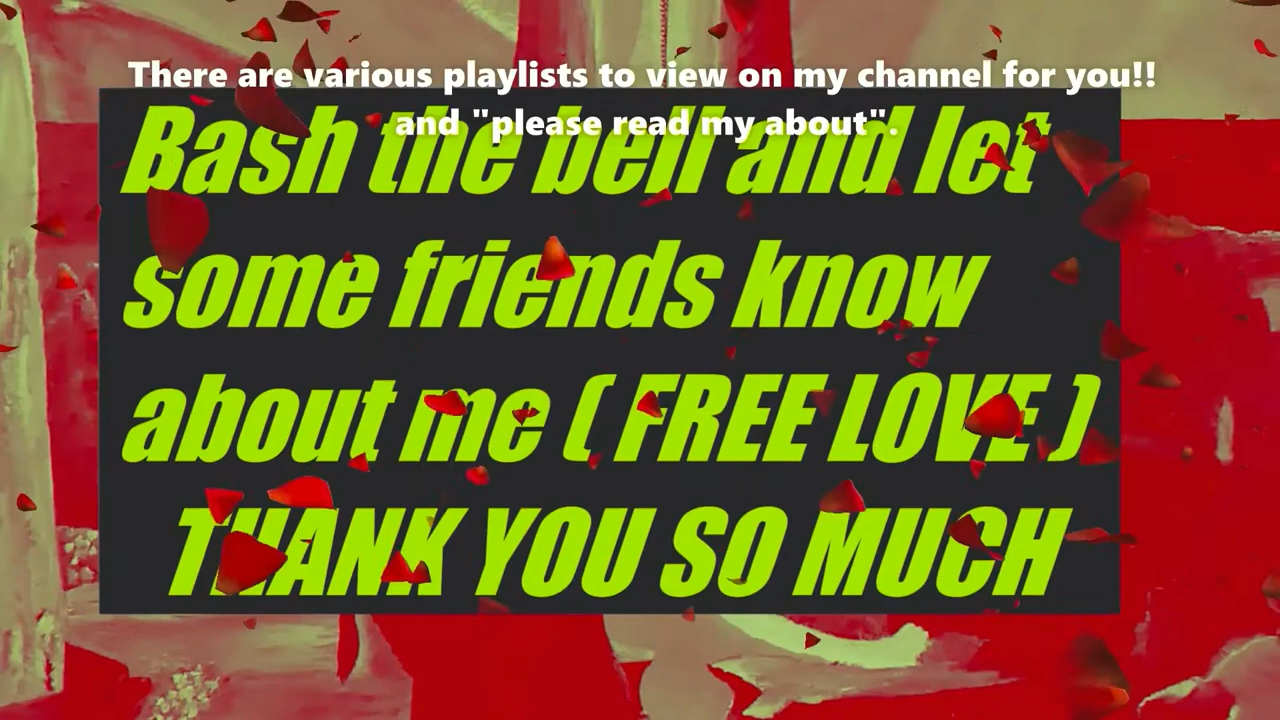 There are various playlists to view on my channel for you!!
and "please read my about".
Bash the bell and let
some friends know
about me ( FREE LOVE )
THANK YOU SO MUCH